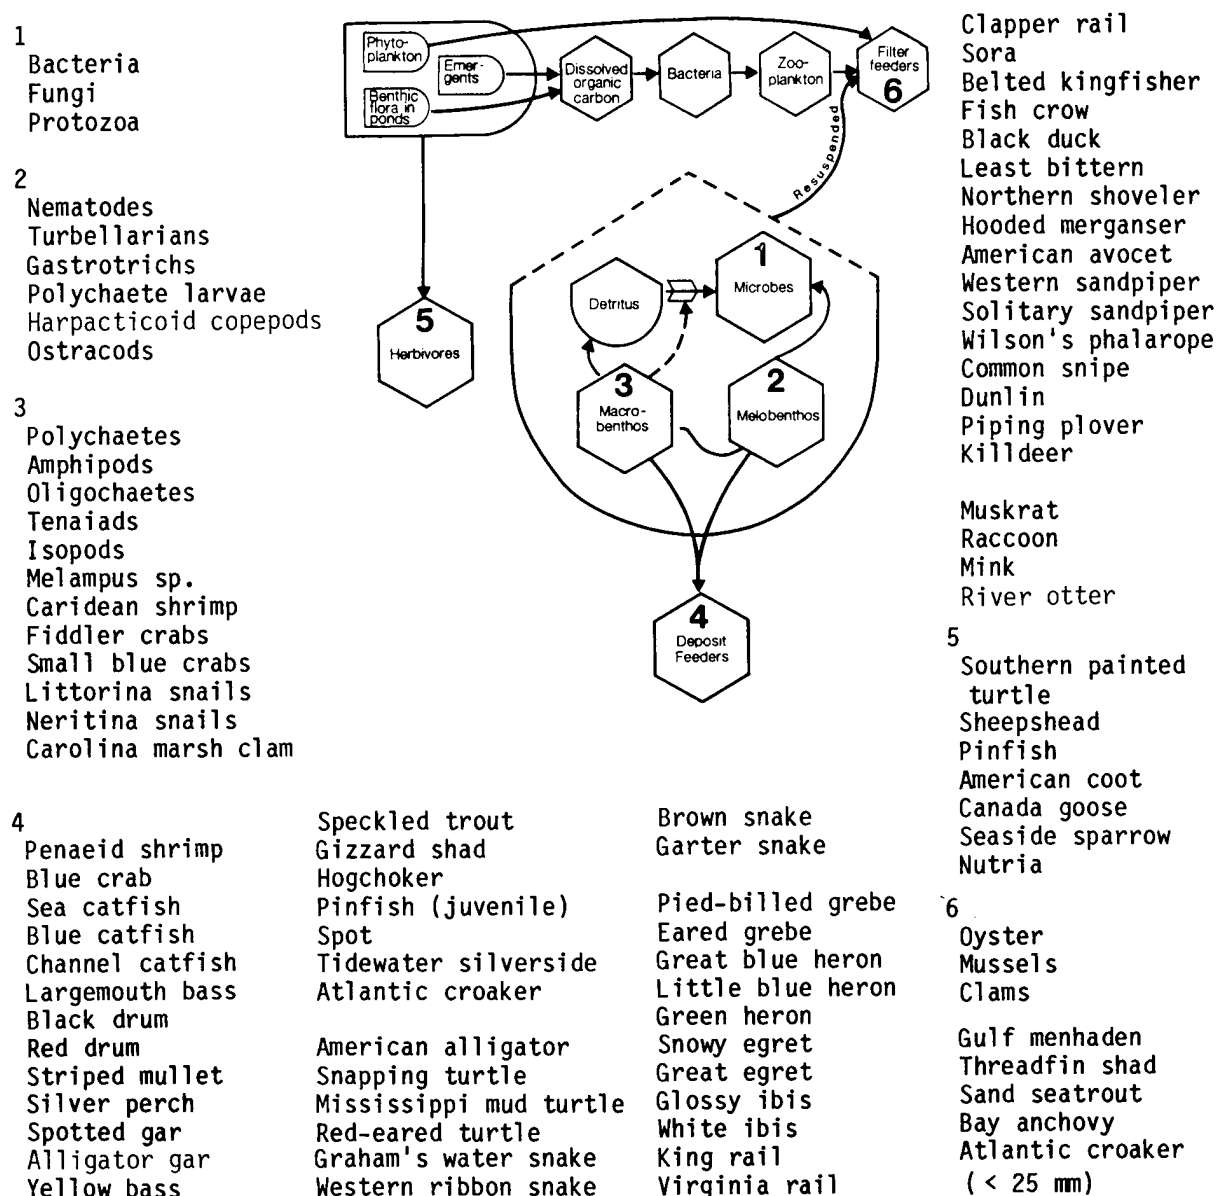 1
Bacteria
Fungi
Protozoa
2
Nematodes
Turbellarians
Gastrotrichs
Polychaete larvae
Harpacticoid copepods
Ostracods
3
Polychaetes
Amphipods
Oligochaetes
Tenaiads
Isopods
Melampus sp.
Caridean shrimp
Fiddler crabs
Small blue crabs
Littorina snails
Neritina snails
Carolina marsh clam
Phyto-
plankton
Emer-
gents
Benthic
flora in
ponds
Dissolved
organic
carbon
Bacteria
Zoo-
plankton
Filter
feeders
6
Resuspended
1
Microbes
Detritus
5
Herbivores
3
Macro-
benthos
2
Meiobenthos
4
Deposit
Feeders
4
Penaeid shrimp
Blue crab
Sea catfish
Blue catfish
Channel catfish
Largemouth bass
Black drum
Red drum
Striped mullet
Silver perch
Spotted gar
Alligator gar
Yellow bass
Speckled trout
Gizzard shad
Hogchoker
Pinfish (juvenile)
Spot
Tidewater silverside
Atlantic croaker
American alligator
Snapping turtle
Mississippi mud turtle
Red-eared turtle
Graham's water snake
Western ribbon snake
Brown snake
Garter snake
Pied-billed grebe
Eared grebe
Great blue heron
Little blue heron
Green heron
Snowy egret
Great egret
Glossy ibis
White ibis
King rail
Virginia rail
Clapper rail
Sora
Belted kingfisher
Fish crow
Black duck
Least bittern
Northern shoveler
Hooded merganser
American avocet
Western sandpiper
Solitary sandpiper
Wilson's phalarope
Common snipe
Dunlin
Piping plover
Killdeer
Muskrat
Raccoon
Mink
River otter
5
Southern painted
turtle
Sheepshead
Pinfish
American coot
Canada goose
Seaside sparrow
Nutria
6
Oyster
Mussels
Clams
Gulf menhaden
Threadfin shad
Sand seatrout
Bay anchovy
Atlantic croaker
(< 25 mm)